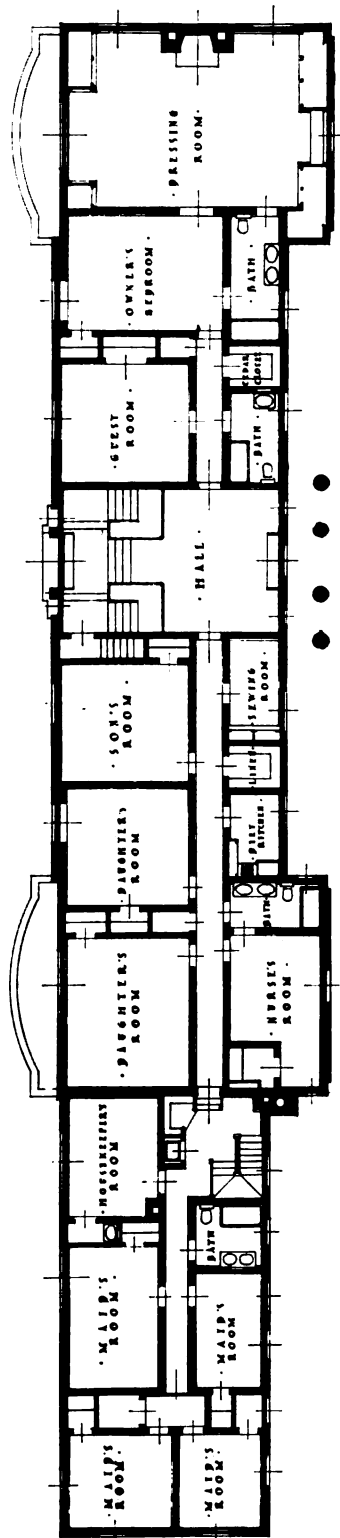 · DRESSING
ROOM ·
· OWNER'S
BEDROOM ·
· BATH ·
CEDAR
CLOSET
· GUEST
ROOM ·
· BATH ·
· HALL ·
· SON'S
ROOM ·
· SEWING
ROOM ·
· LINEN ·
· DAUGHTER'S
ROOM ·
· DIET
KITCHEN ·
BATH ·
· DAUGHTER'S
ROOM ·
· NURSE'S
ROOM ·
· HOUSEKEEPER'S
ROOM ·
· BATH ·
· MAID'S
ROOM ·
· MAID'S
ROOM ·
· MAID'S
ROOM ·
· MAID'S
ROOM ·